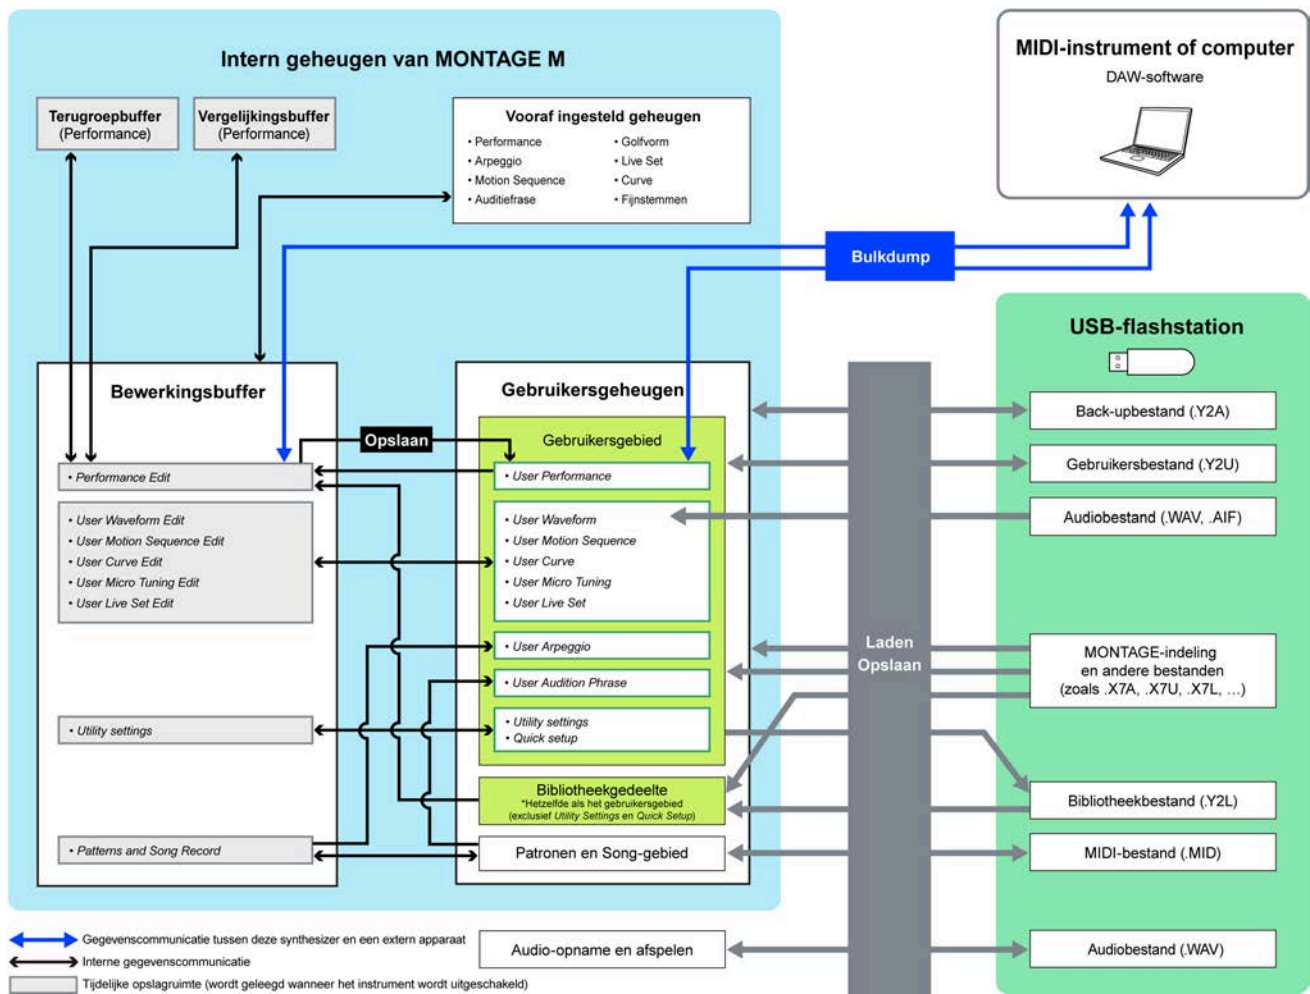 Intern geheugen van MONTAGE M
Terugroepbuffer
(Performance)
Vergelijkingsbuffer
(Performance)
Vooraf ingesteld geheugen
• Performance
• Arpeggio
• Motion Sequence
• Auditiefrase
• Golfvorm
• Live Set
• Curve
• Fijnstemmen
MIDI-instrument of computer
DAW-software
Bulkdump
USB-flashstation
Bewerkingsbuffer
• Performance Edit
• User Waveform Edit
• User Motion Sequence Edit
• User Curve Edit
• User Micro Tuning Edit
• User Live Set Edit
• Utility settings
• Patterns and Song Record
Opslaan
Gebruikersgeheugen
Gebruikersgebied
• User Performance
• User Waveform
• User Motion Sequence
• User Curve
• User Micro Tuning
• User Live Set
• User Arpeggio
• User Audition Phrase
• Utility settings
• Quick setup
Bibliotheekgedeelte
*Hetzelfde als het gebruikersgebied
(exclusief Utility Settings en Quick Setup)
Patronen en Song-gebied
Audio-opname en afspelen
Laden
Opslaan
Back-upbestand (.Y2A)
Gebruikersbestand (.Y2U)
Audiobestand (.WAV, .AIF)
MONTAGE-indeling
en andere bestanden
(zoals .X7A, .X7U, .X7L, ...)
Bibliotheekbestand (.Y2L)
MIDI-bestand (.MID)
Audiobestand (.WAV)
Gegevenscommunicatie tussen deze synthesizer en een extern apparaat
Interne gegevenscommunicatie
Tijdelijke opslagruimte (wordt geleegd wanneer het instrument wordt uitgeschakeld)